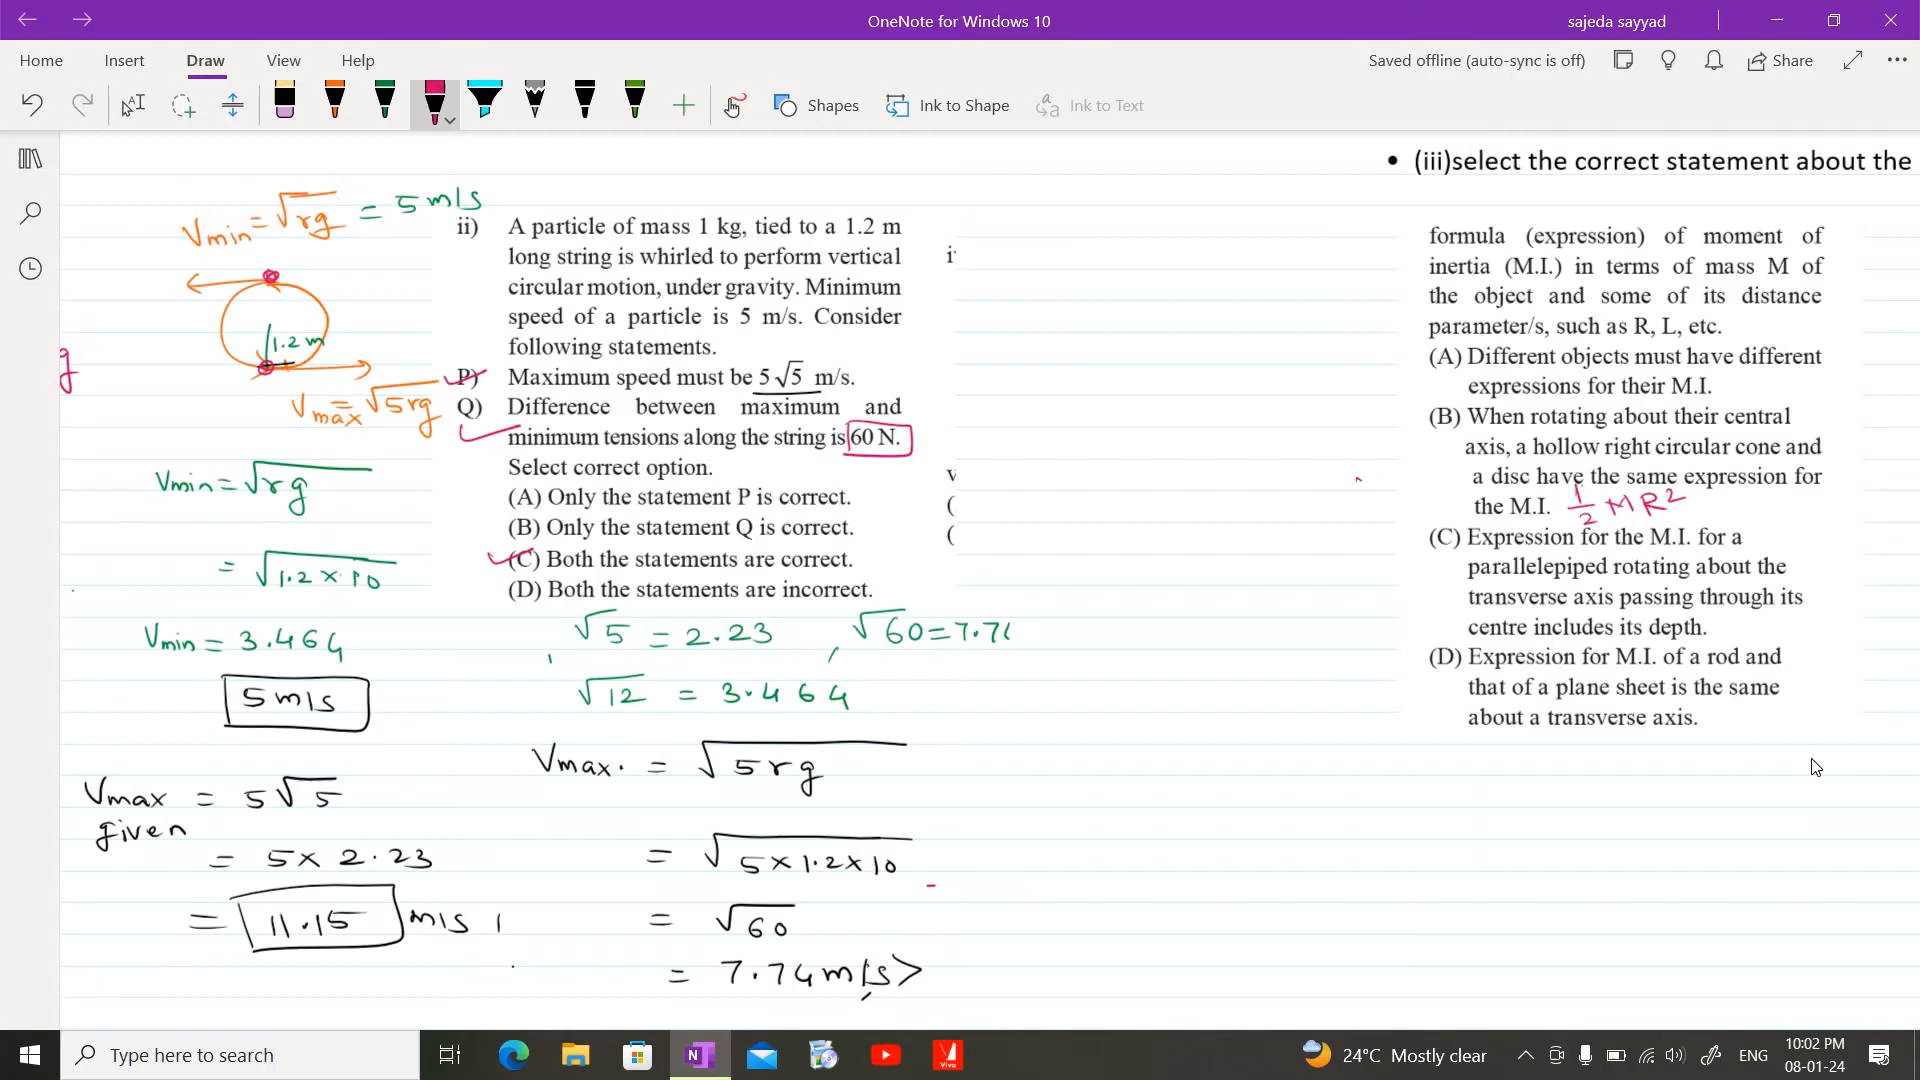 OneNote for Windows 10
sajeda sayyad
Home Insert Draw View Help
Saved offline (auto-sync is off)
Share
Shapes
Ink to Shape
Ink to Text
• (iii)select the correct statement about the
Vmin = √rg = 5 m/s
1.2 m
Vmax = √5rg
g
Vmin = √rg
= √1.2 × 10
Vmin = 3.464
5 m/s
Vmax = 5√5
given
= 5 × 2.23
= 11.15 m/s
ii) A particle of mass 1 kg, tied to a 1.2 m
long string is whirled to perform vertical
circular motion, under gravity. Minimum
speed of a particle is 5 m/s. Consider
following statements.
P) Maximum speed must be 5 √5 m/s.
Q) Difference between maximum and
minimum tensions along the string is 60 N.
Select correct option.
(A) Only the statement P is correct.
(B) Only the statement Q is correct.
(C) Both the statements are correct.
(D) Both the statements are incorrect.
√5 = 2.23 , √60=7.7
√12 = 3.464
Vmax. = √5rg
= √5×1.2×10
= √60
= 7.74 m/s >
formula (expression) of moment of
inertia (M.I.) in terms of mass M of
the object and some of its distance
parameter/s, such as R, L, etc.
(A) Different objects must have different
expressions for their M.I.
(B) When rotating about their central
axis, a hollow right circular cone and
a disc have the same expression for
the M.I. 1/2 MR²
(C) Expression for the M.I. for a
parallelepiped rotating about the
transverse axis passing through its
centre includes its depth.
(D) Expression for M.I. of a rod and
that of a plane sheet is the same
about a transverse axis.
Type here to search
Viva
24°C Mostly clear
ENG
10:02 PM
08-01-24